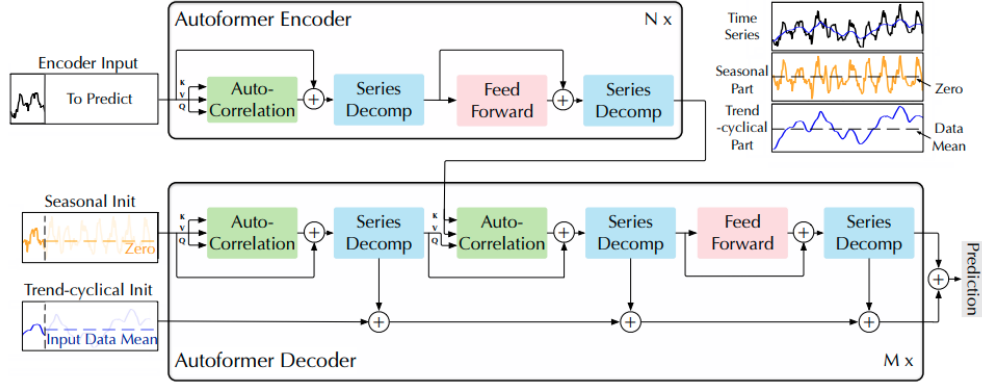 Autoformer Encoder
N x
Time
Series
Seasonal
Part
Zero
Trend
-cyclical
Part
Data
Mean
Encoder Input
To Predict
K
V
Q
Auto-
Correlation
+
Series
Decomp
Feed
Forward
+
Series
Decomp
Seasonal Init
Zero
K
V
Q
Auto-
Correlation
+
Series
Decomp
K
V
Q
Auto-
Correlation
+
Series
Decomp
Feed
Forward
+
Series
Decomp
+
Prediction
Trend-cyclical Init
Input Data Mean
+
+
+
Autoformer Decoder
M x